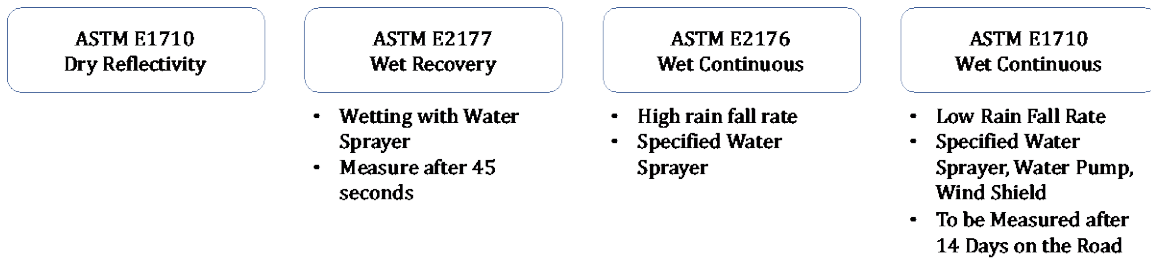 ASTM E1710
Dry Reflectivity
ASTM E2177
Wet Recovery
• Wetting with Water
Sprayer
• Measure after 45
seconds
ASTM E2176
Wet Continuous
• High rain fall rate
• Specified Water
Sprayer
ASTM E1710
Wet Continuous
• Low Rain Fall Rate
• Specified Water
Sprayer, Water Pump,
Wind Shield
• To be Measured after
14 Days on the Road